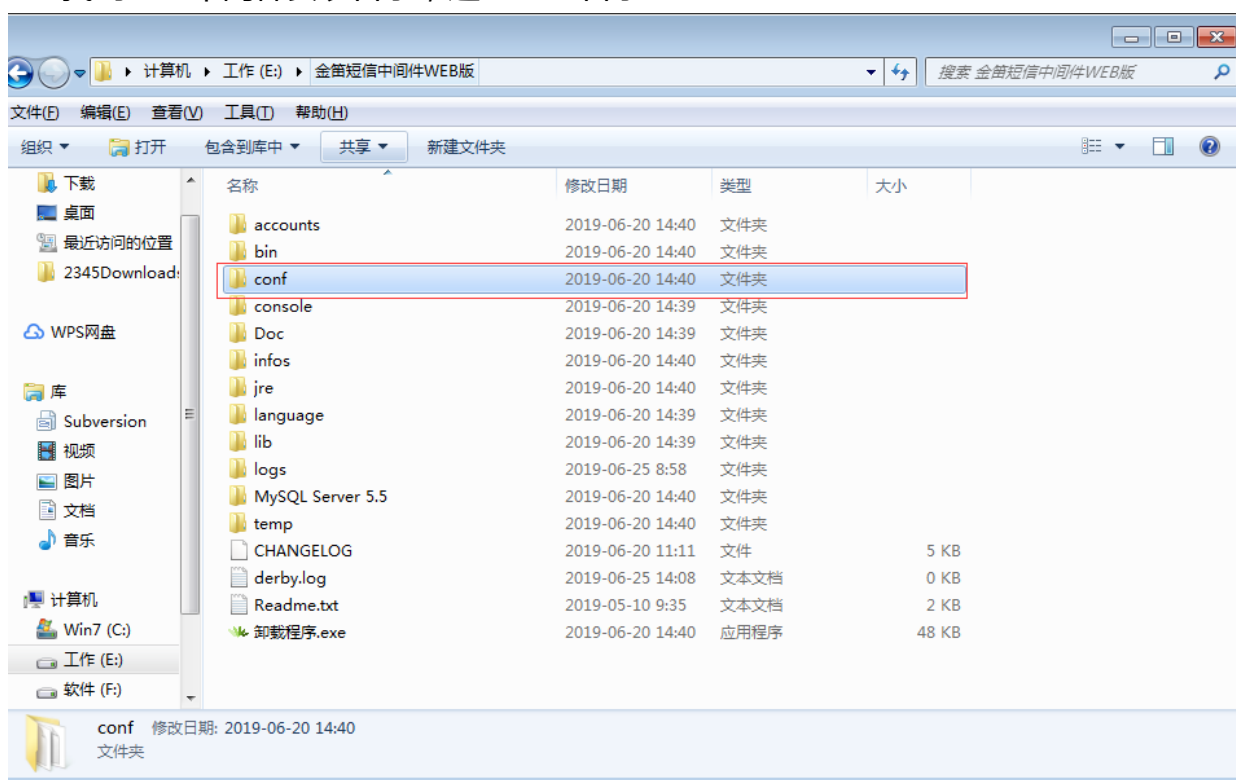 计算机 工作 (E:) 金笛短信中间件WEB版 搜索 金笛短信中间件WEB版
文件(F) 编辑(E) 查看(V) 工具(T) 帮助(H)
组织 打开 包含到库中 共享 新建文件夹
下载
桌面
最近访问的位置
2345Downloads
WPS网盘
库
Subversion
视频
图片
文档
音乐
计算机
Win7 (C:)
工作 (E:)
软件 (F:)
名称 修改日期 类型 大小
accounts 2019-06-20 14:40 文件夹
bin 2019-06-20 14:40 文件夹
conf 2019-06-20 14:40 文件夹
console 2019-06-20 14:39 文件夹
Doc 2019-06-20 14:39 文件夹
infos 2019-06-20 14:40 文件夹
jre 2019-06-20 14:40 文件夹
language 2019-06-20 14:39 文件夹
lib 2019-06-20 14:39 文件夹
logs 2019-06-25 8:58 文件夹
MySQL Server 5.5 2019-06-20 14:40 文件夹
temp 2019-06-20 14:40 文件夹
CHANGELOG 2019-06-20 11:11 文件 5 KB
derby.log 2019-06-25 14:08 文本文档 0 KB
Readme.txt 2019-05-10 9:35 文本文档 2 KB
卸载程序.exe 2019-06-20 14:40 应用程序 48 KB
conf 修改日期: 2019-06-20 14:40
文件夹